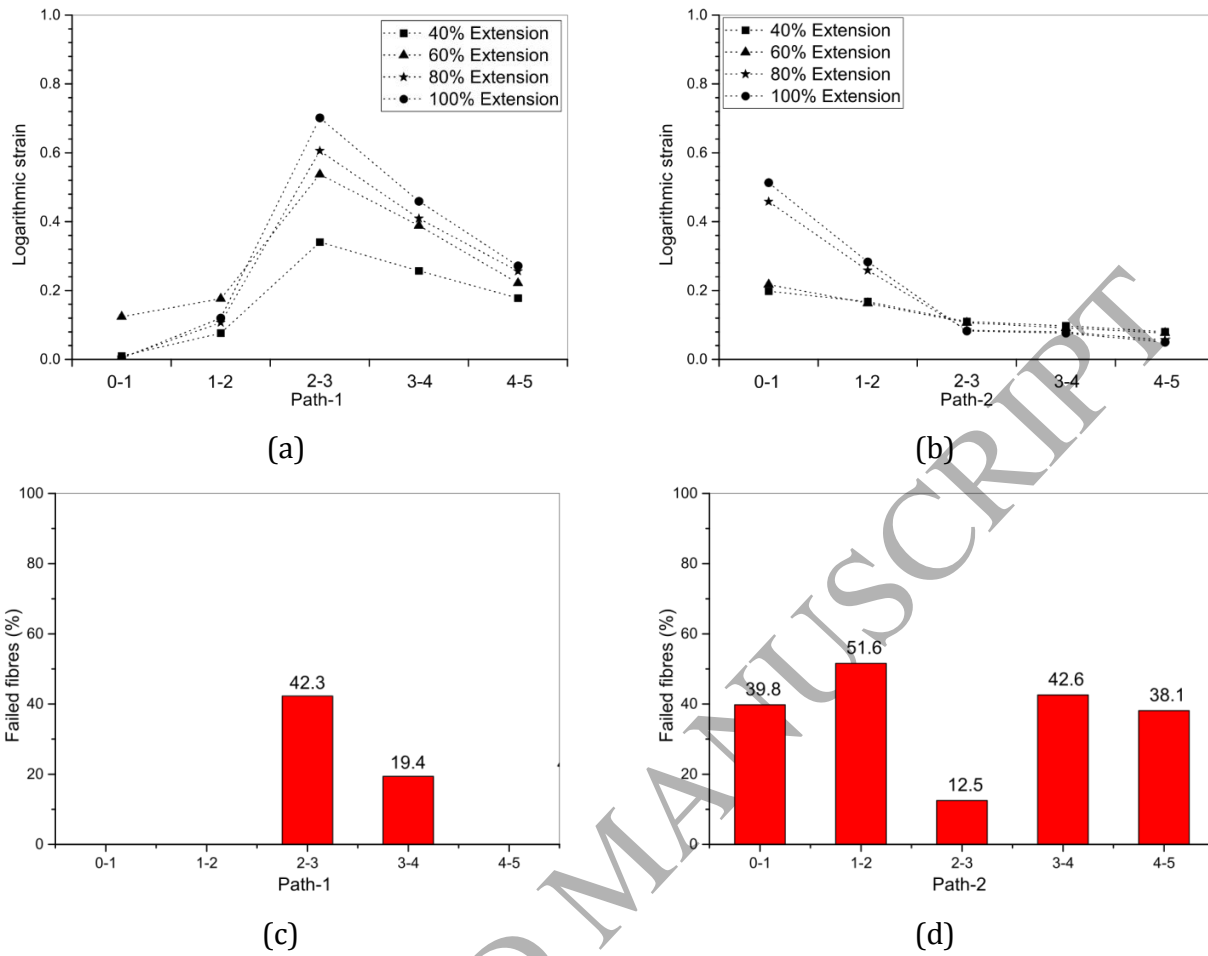 1.0
0.8
0.6
0.4
0.2
0.0
Logarithmic strain
40% Extension
60% Extension
80% Extension
100% Extension
0-1 1-2 2-3 3-4 4-5
Path-1
(a)
1.0
0.8
0.6
0.4
0.2
0.0
Logarithmic strain
40% Extension
60% Extension
80% Extension
100% Extension
0-1 1-2 2-3 3-4 4-5
Path-2
(b)
100
80
60
40
20
0
Failed fibres (%)
42.3
19.4
0-1 1-2 2-3 3-4 4-5
Path-1
(c)
100
80
60
40
20
0
Failed fibres (%)
39.8
51.6
12.5
42.6
38.1
0-1 1-2 2-3 3-4 4-5
Path-2
(d)
MANUSCRIPT